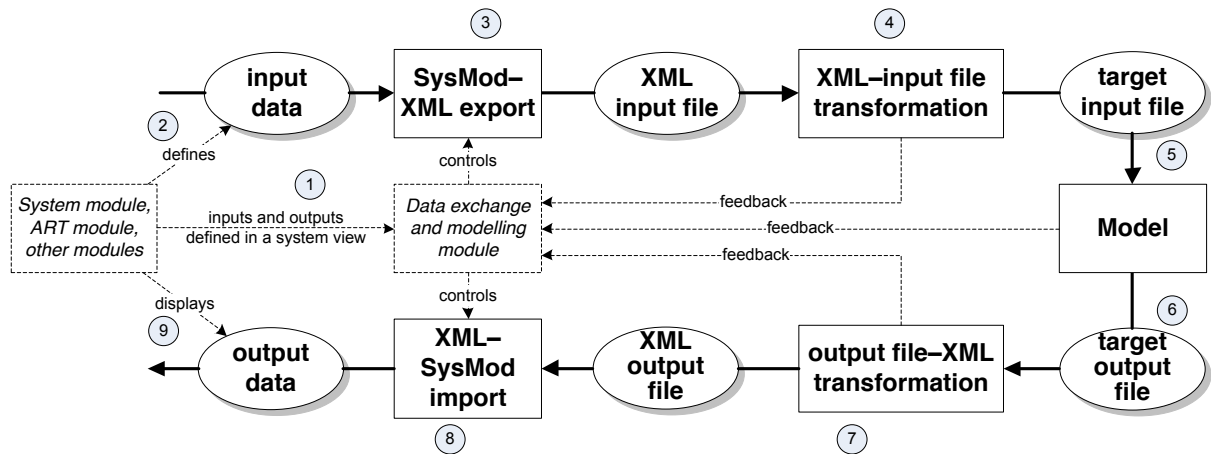 3
4
input
data
SysMod–
XML export
XML
input file
XML–input file
transformation
target
input file
2
defines
controls
5
1
System module,
ART module,
other modules
inputs and outputs
defined in a system view
Data exchange
and modelling
module
feedback
feedback
feedback
Model
displays
controls
9
6
output
data
XML–
SysMod
import
XML
output
file
output file–XML
transformation
target
output
file
8
7